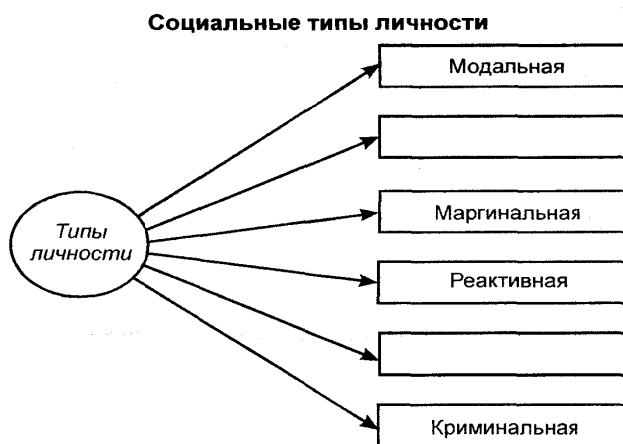 Социальные типы личности
Модальная
Маргинальная
Типы
личности
Реактивная
Криминальная